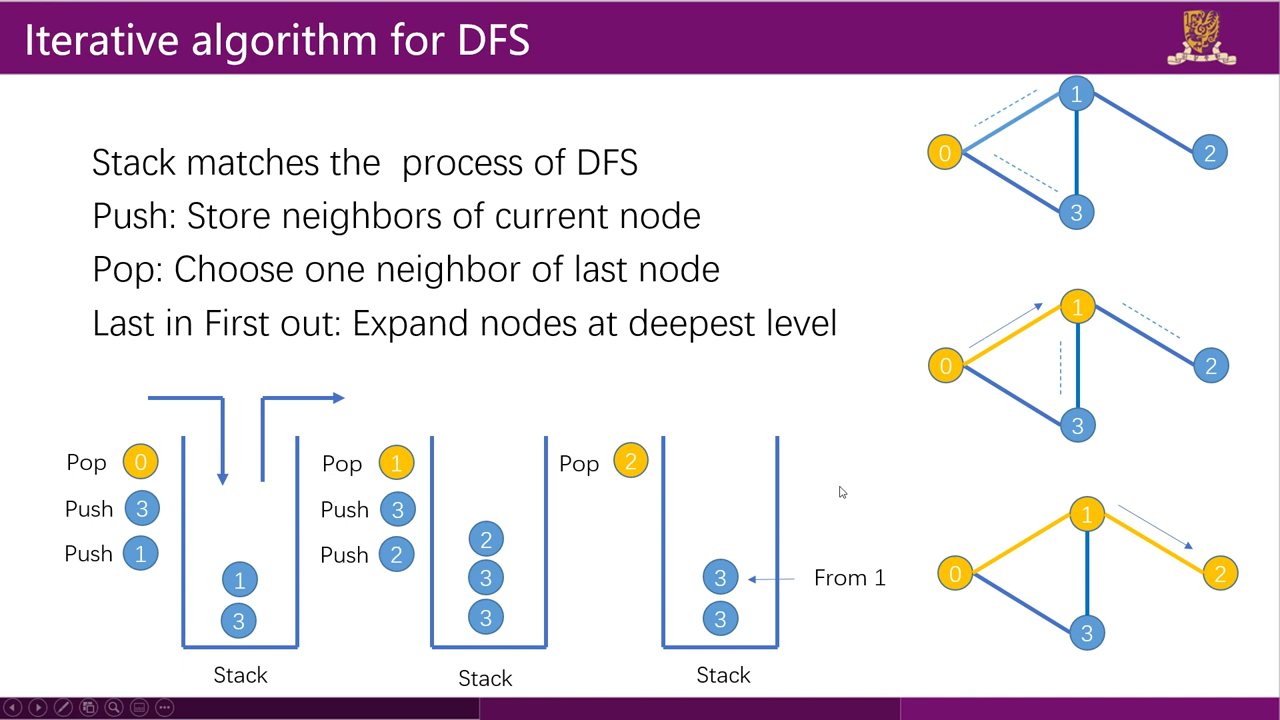 Iterative algorithm for DFS
Stack matches the process of DFS
Push: Store neighbors of current node
Pop: Choose one neighbor of last node
Last in First out: Expand nodes at deepest level
Pop 0
Push 3
Push 1
1
3
Stack
Pop 1
Push 3
Push 2
2
3
3
Stack
Pop 2
3
3
From 1
Stack
1
0
2
3
1
0
2
3
1
0
2
3